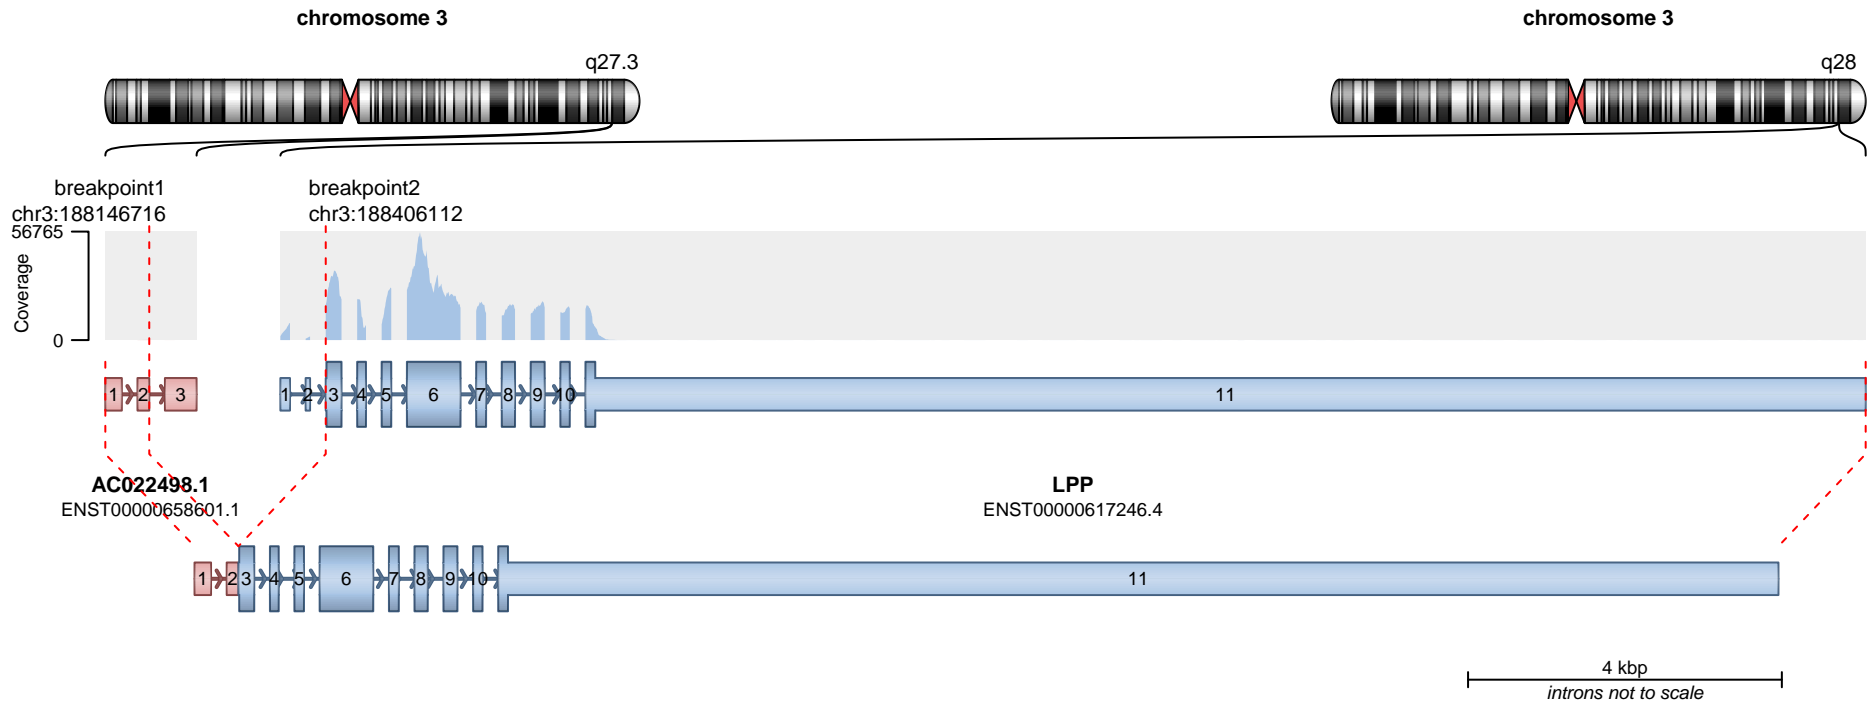 chromosome 3
chromosome 3
q27.3
q28
breakpoint1
chr3:188146716
breakpoint2
chr3:188406112
56765
Coverage
0
1 2 3
1 2 3 4 5 6 7 8 9 10 11
AC022498.1
ENST00000658601.1
LPP
ENST00000617246.4
1 2 3 4 5 6 7 8 9 10 11
4 kbp
introns not to scale